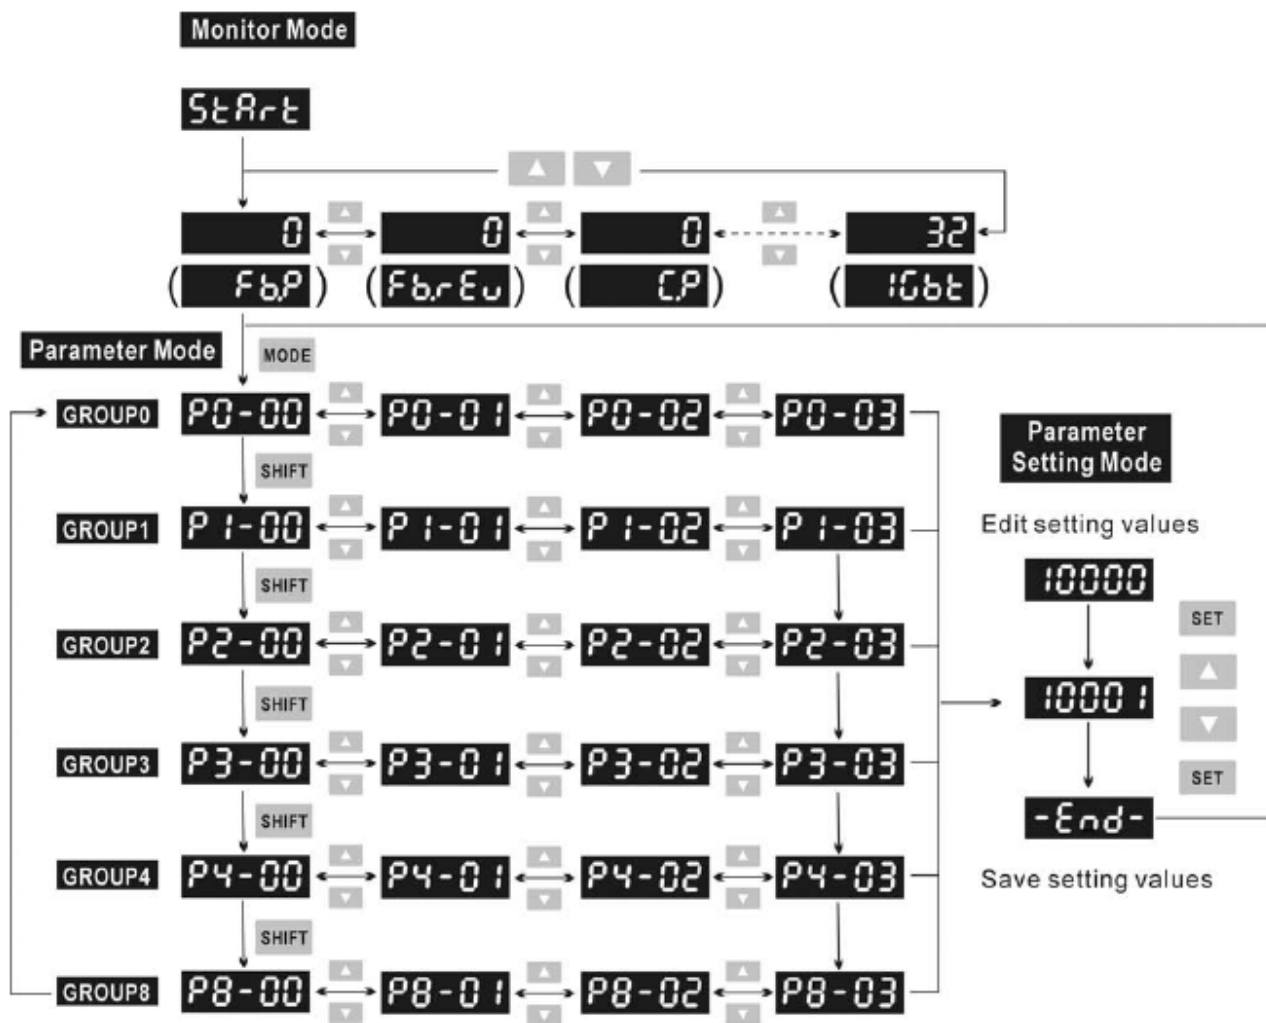 Monitor Mode
StArt
0 0 0 32
(Fb.P) (Fb.rEv) (C.P) (IGbt)
Parameter Mode MODE
GROUP0 P0-00 P0-01 P0-02 P0-03
Parameter
Setting Mode
SHIFT
GROUP1 P1-00 P1-01 P1-02 P1-03
Edit setting values
10000
SHIFT
SET
GROUP2 P2-00 P2-01 P2-02 P2-03
10001
SHIFT
GROUP3 P3-00 P3-01 P3-02 P3-03
SET
SHIFT
-End-
GROUP4 P4-00 P4-01 P4-02 P4-03
Save setting values
SHIFT
GROUP8 P8-00 P8-01 P8-02 P8-03